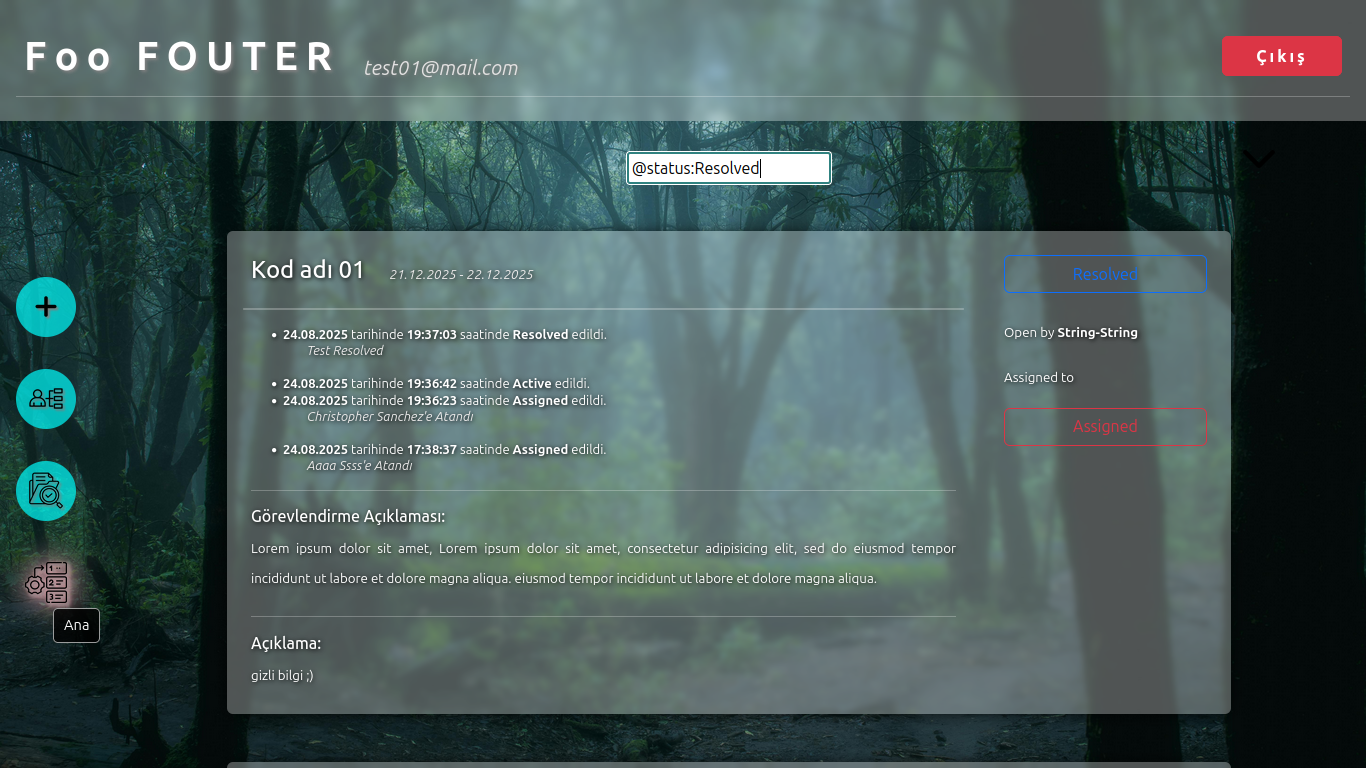 Foo FOUTER
test01@mail.com
Çıkış
@status:Resolved
Kod adı 01
21.12.2025 - 22.12.2025
Resolved
24.08.2025 tarihinde 19:37:03 saatinde Resolved edildi.
Test Resolved
24.08.2025 tarihinde 19:36:42 saatinde Active edildi.
24.08.2025 tarihinde 19:36:23 saatinde Assigned edildi.
Christopher Sanchez'e Atandı
24.08.2025 tarihinde 17:38:37 saatinde Assigned edildi.
Aaaa Ssss'e Atandı
Open by String-String
Assigned to
Assigned
Görevlendirme Açıklaması:
Lorem ipsum dolor sit amet, Lorem ipsum dolor sit amet, consectetur adipisicing elit, sed do eiusmod tempor
incididunt ut labore et dolore magna aliqua. eiusmod tempor incididunt ut labore et dolore magna aliqua.
Açıklama:
gizli bilgi ;)
1
2
3
Ana